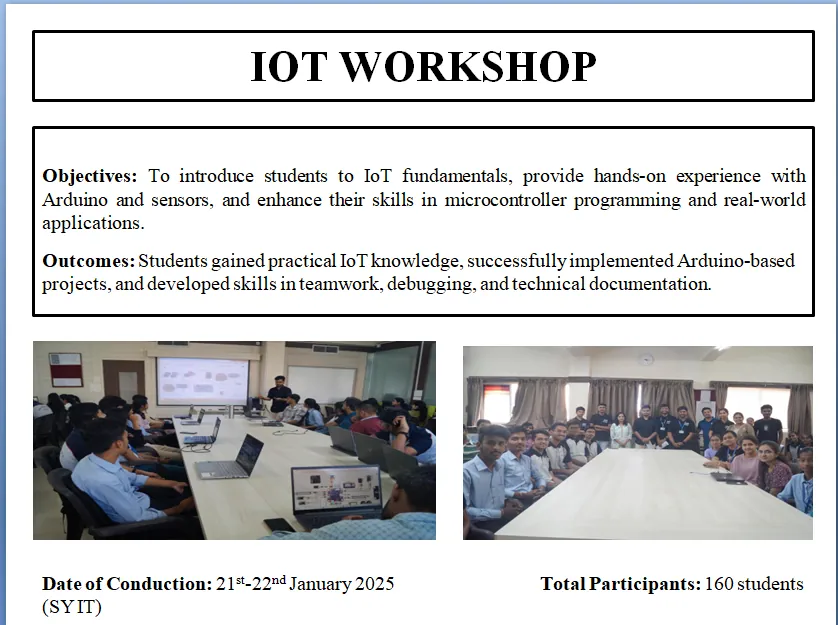 IOT WORKSHOP
Objectives: To introduce students to IoT fundamentals, provide hands-on experience with
Arduino and sensors, and enhance their skills in microcontroller programming and real-world
applications.
Outcomes: Students gained practical IoT knowledge, successfully implemented Arduino-based
projects, and developed skills in teamwork, debugging, and technical documentation.
Date of Conduction: 21st-22nd January 2025
(SY IT)
Total Participants: 160 students